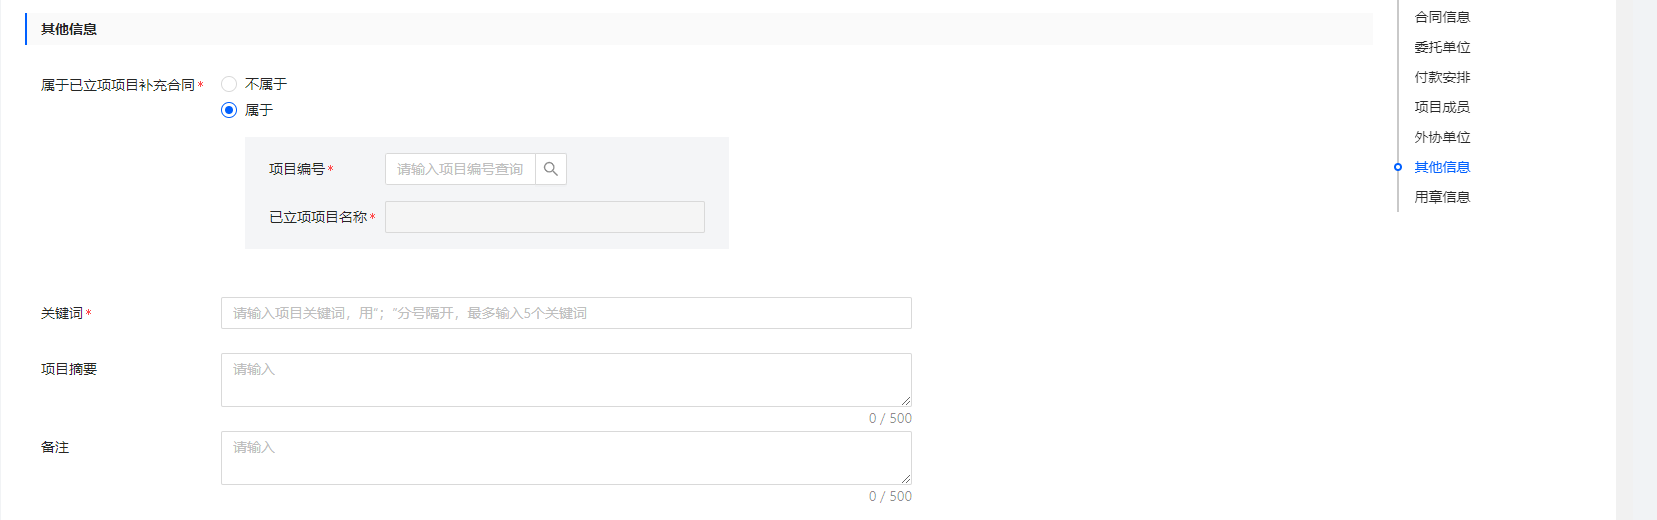 其他信息
属于已立项项目补充合同*
不属于
属于
项目编号*
请输入项目编号查询
已立项项目名称*
关键词*
请输入项目关键词，用“；”分号隔开，最多输入5个关键词
项目摘要
请输入
0 / 500
备注
请输入
0 / 500
合同信息
委托单位
付款安排
项目成员
外协单位
其他信息
用章信息